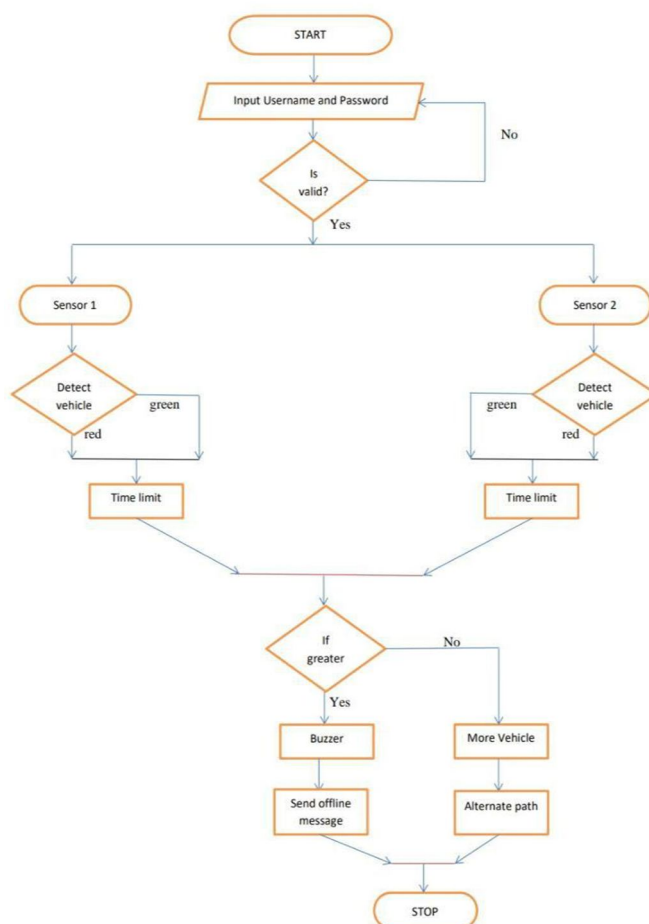 START
Input Username and Password
No
Is
valid?
Yes
Sensor 1
Sensor 2
Detect
vehicle
green
red
Detect
vehicle
green
red
Time limit
Time limit
If
greater
No
Yes
Buzzer
More Vehicle
Send offline
message
Alternate path
STOP